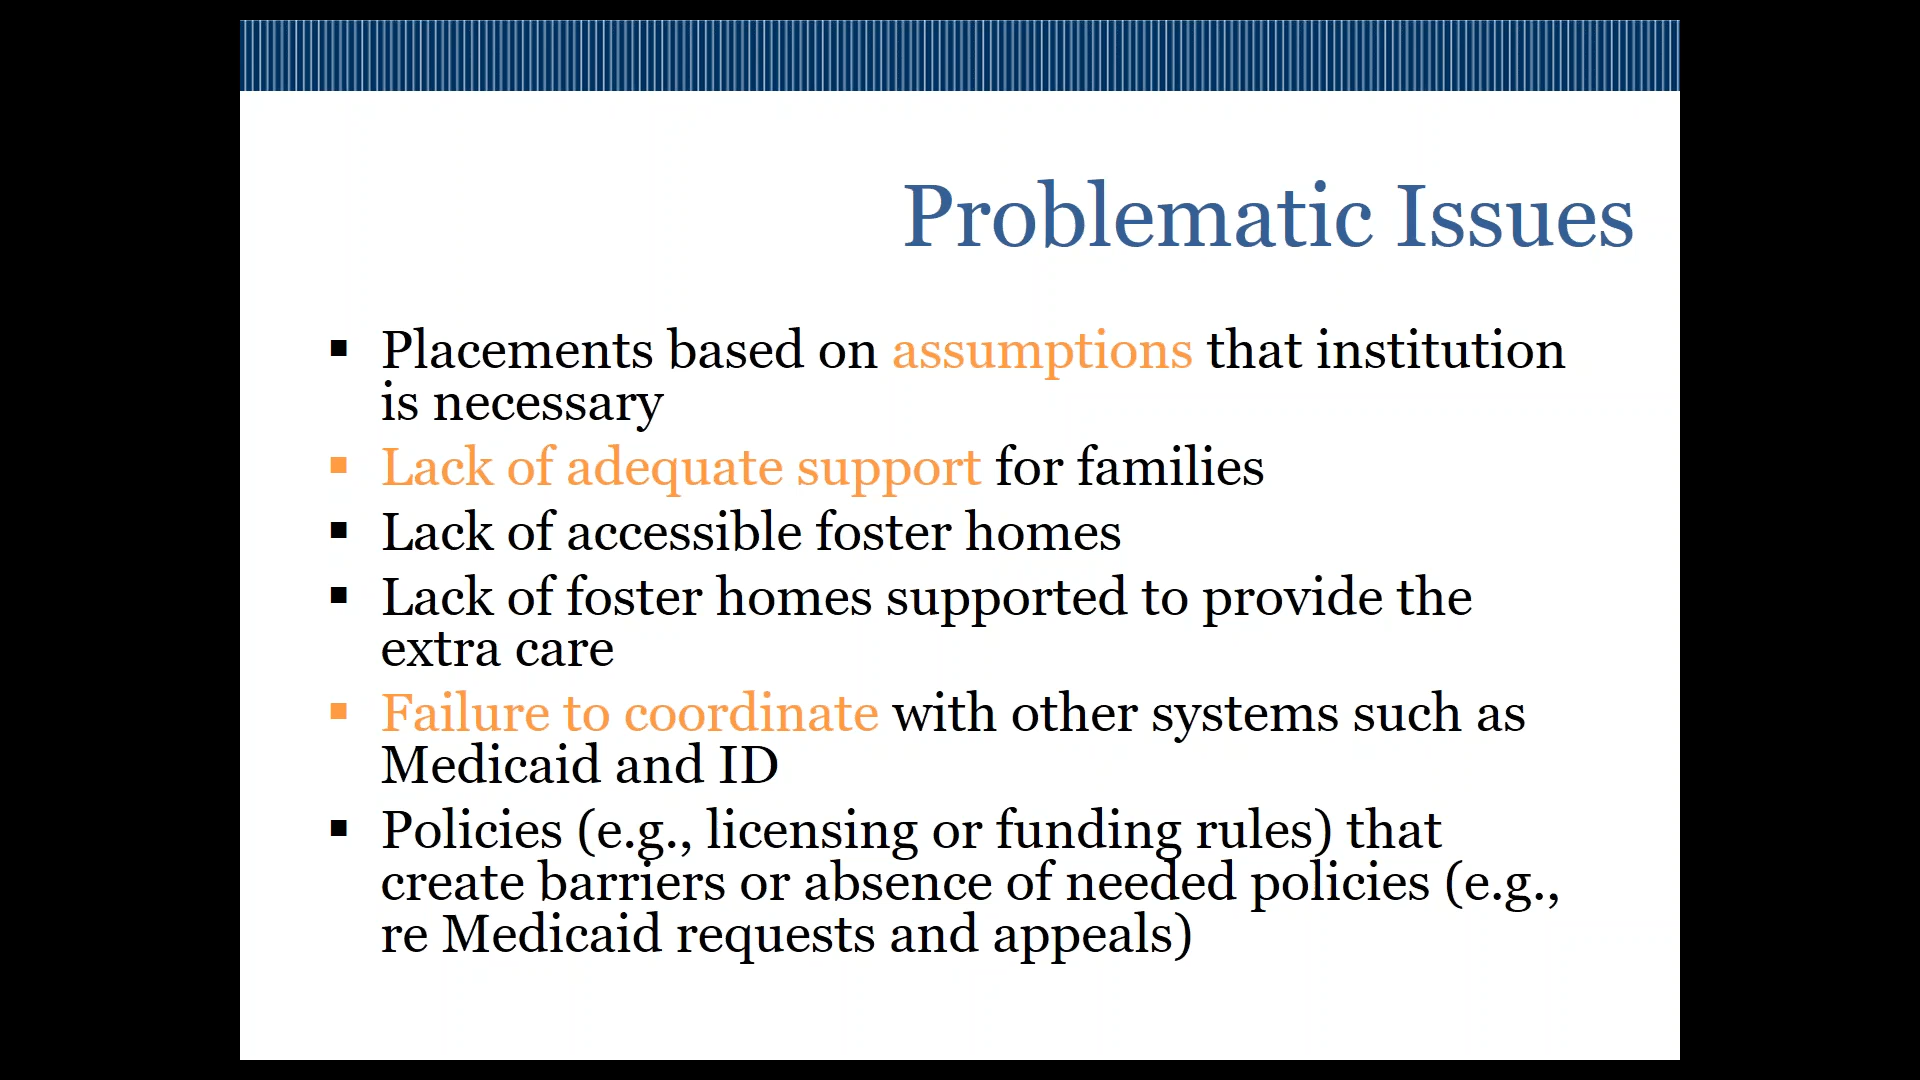 Problematic Issues
▪ Placements based on assumptions that institution
is necessary
▪ Lack of adequate support for families
▪ Lack of accessible foster homes
▪ Lack of foster homes supported to provide the
extra care
▪ Failure to coordinate with other systems such as
Medicaid and ID
▪ Policies (e.g., licensing or funding rules) that
create barriers or absence of needed policies (e.g.,
re Medicaid requests and appeals)